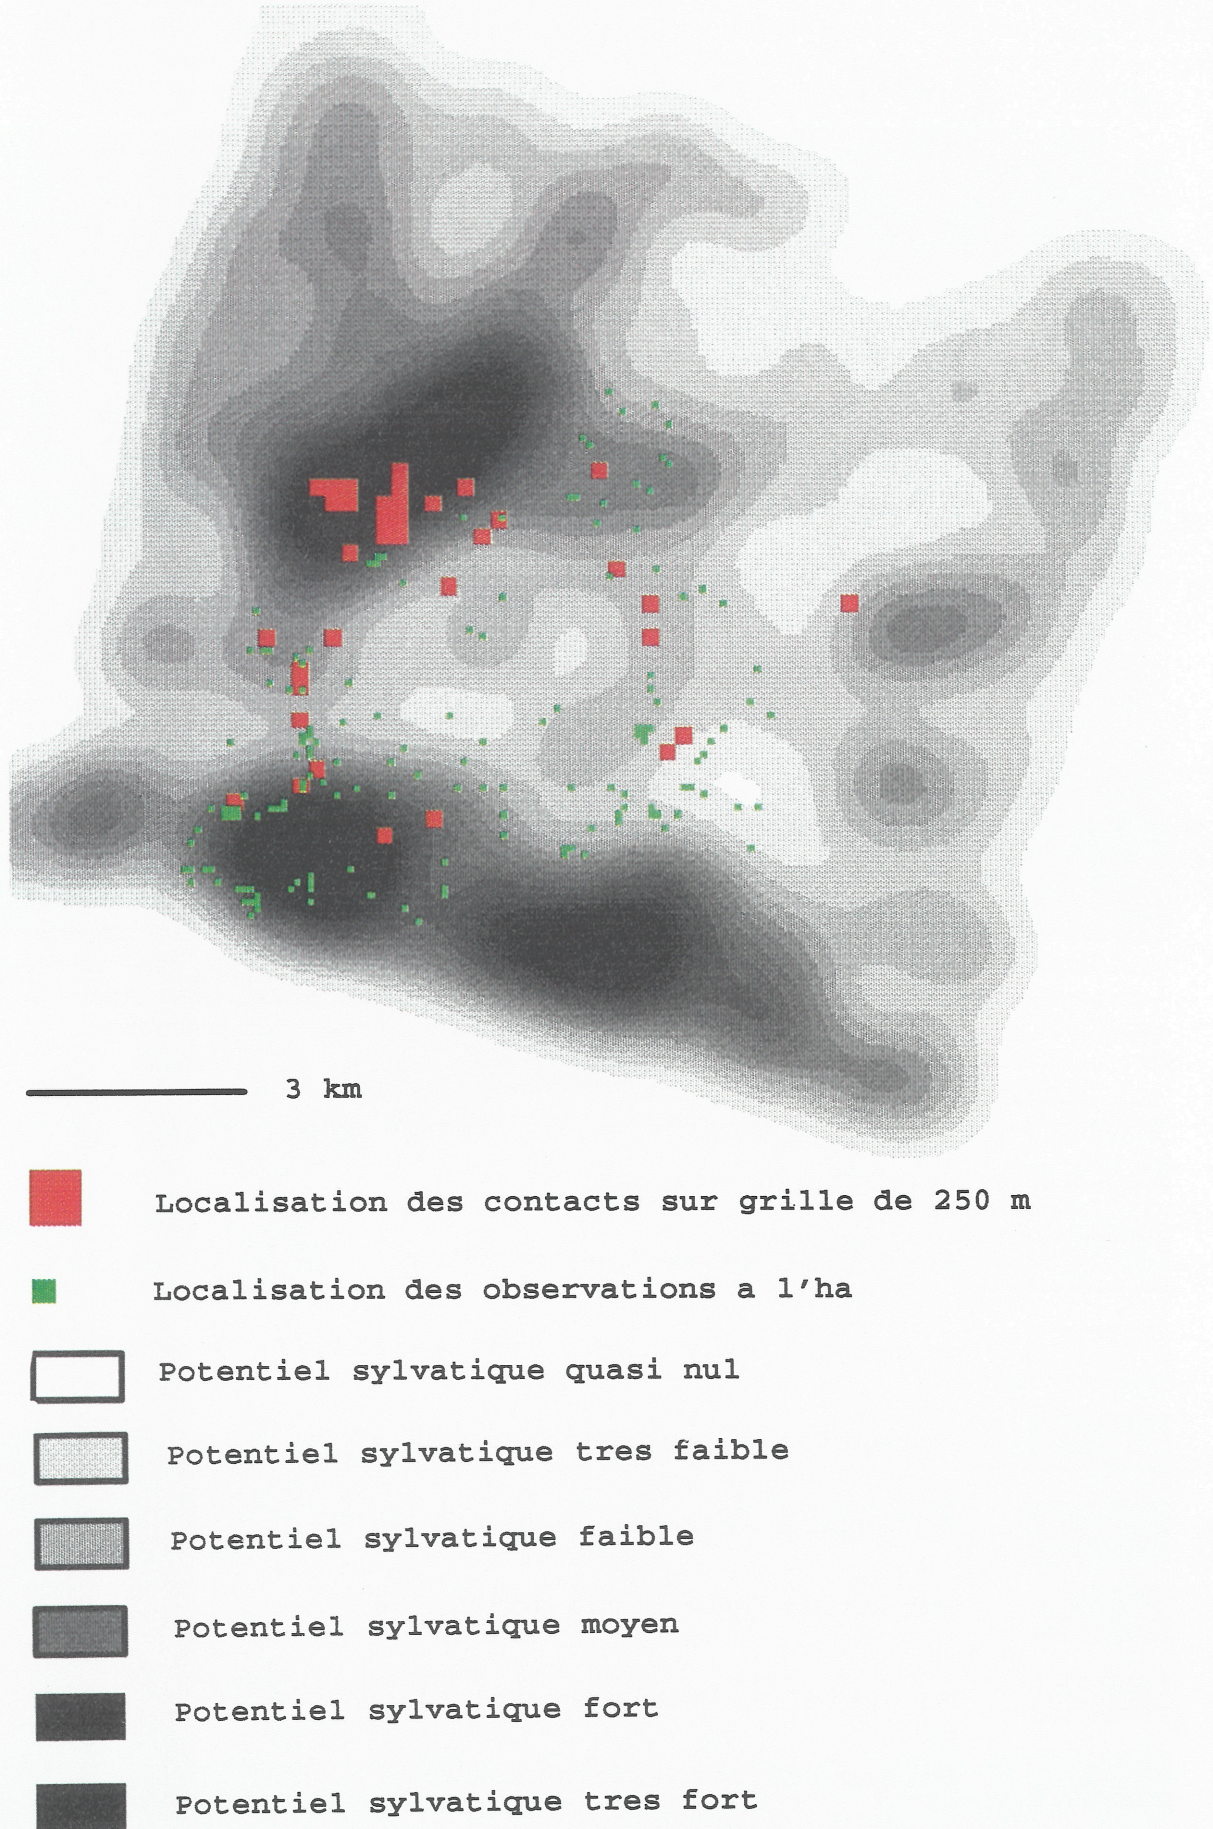 3 km
Localisation des contacts sur grille de 250 m
Localisation des observations a l'ha
Potentiel sylvatique quasi nul
Potentiel sylvatique tres faible
Potentiel sylvatique faible
Potentiel sylvatique moyen
Potentiel sylvatique fort
Potentiel sylvatique tres fort